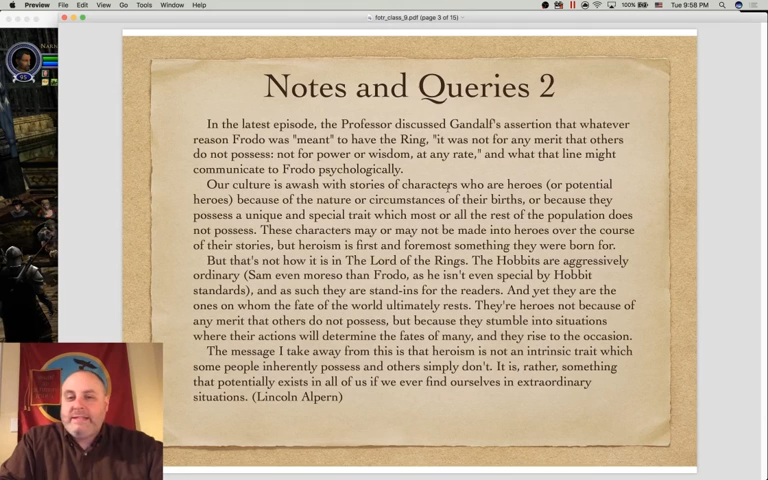 Preview File Edit View Go Tools Window Help 100% Tue 9:58 PM
fotr_class_9.pdf (page 3 of 15)
95
Notes and Queries 2
In the latest episode, the Professor discussed Gandalf's assertion that whatever
reason Frodo was "meant" to have the Ring, "it was not for any merit that others
do not possess: not for power or wisdom, at any rate," and what that line might
communicate to Frodo psychologically.
Our culture is awash with stories of characters who are heroes (or potential
heroes) because of the nature or circumstances of their births, or because they
possess a unique and special trait which most or all the rest of the population does
not possess. These characters may or may not be made into heroes over the course
of their stories, but heroism is first and foremost something they were born for.
But that's not how it is in The Lord of the Rings. The Hobbits are aggressively
ordinary (Sam even moreso than Frodo, as he isn't even special by Hobbit
standards), and as such they are stand-ins for the readers. And yet they are the
ones on whom the fate of the world ultimately rests. They're heroes not because of
any merit that others do not possess, but because they stumble into situations
where their actions will determine the fates of many, and they rise to the occasion.
The message I take away from this is that heroism is not an intrinsic trait which
some people inherently possess and others simply don't. It is, rather, something
that potentially exists in all of us if we ever find ourselves in extraordinary
situations. (Lincoln Alpern)